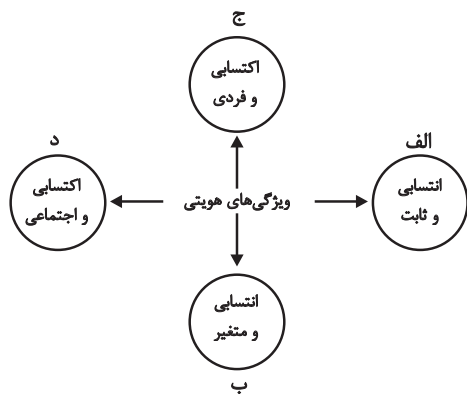 ج
اکتسابی
و فردی
الف
انتسابی
و ثابت
د
اکتسابی
و اجتماعی
ویژگی‌های هویتی
انتسابی
و متغیر
ب